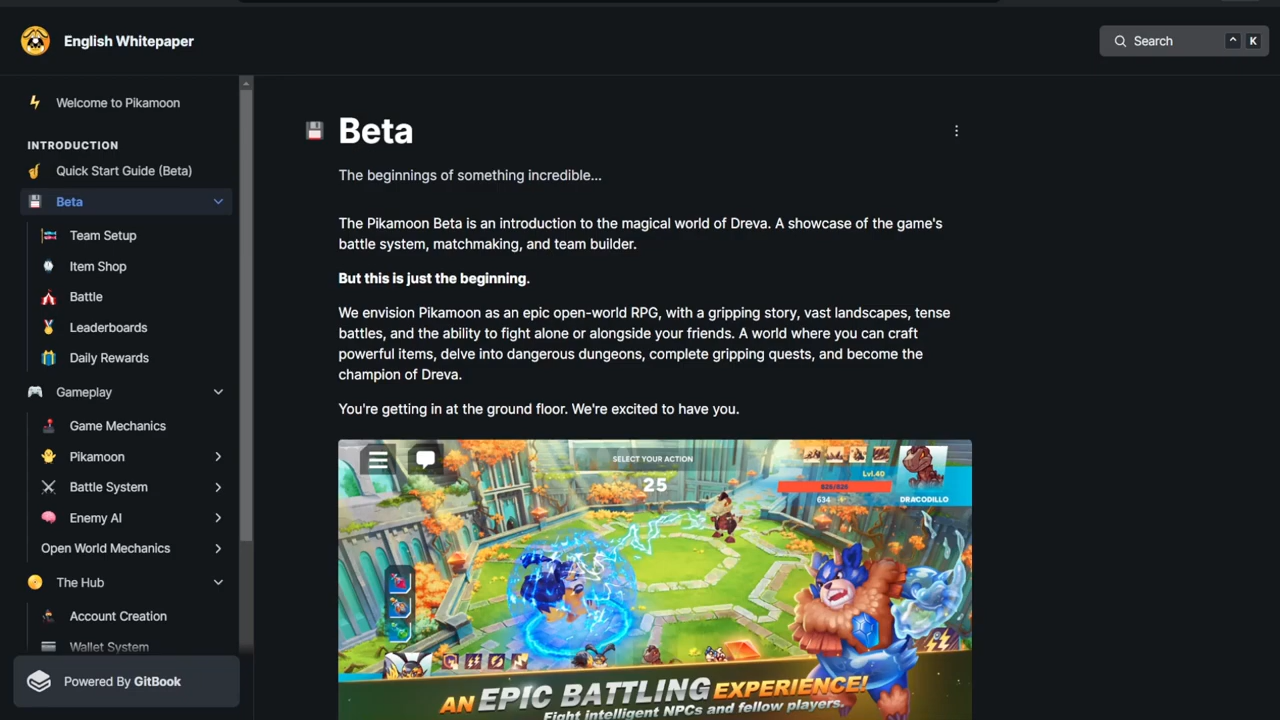 English Whitepaper
Search
^ K
Welcome to Pikamoon
INTRODUCTION
Quick Start Guide (Beta)
Beta
Team Setup
Item Shop
Battle
Leaderboards
Daily Rewards
Gameplay
Game Mechanics
Pikamoon
Battle System
Enemy AI
Open World Mechanics
The Hub
Account Creation
Wallet System
Powered By GitBook
Beta
The beginnings of something incredible...
The Pikamoon Beta is an introduction to the magical world of Dreva. A showcase of the game's
battle system, matchmaking, and team builder.
But this is just the beginning.
We envision Pikamoon as an epic open-world RPG, with a gripping story, vast landscapes, tense
battles, and the ability to fight alone or alongside your friends. A world where you can craft
powerful items, delve into dangerous dungeons, complete gripping quests, and become the
champion of Dreva.
You're getting in at the ground floor. We're excited to have you.
SELECT YOUR ACTION
25
Lvl.40
626/626
634
DRACODILLO
AN EPIC BATTLING EXPERIENCE!
Fight intelligent NPCs and fellow players.